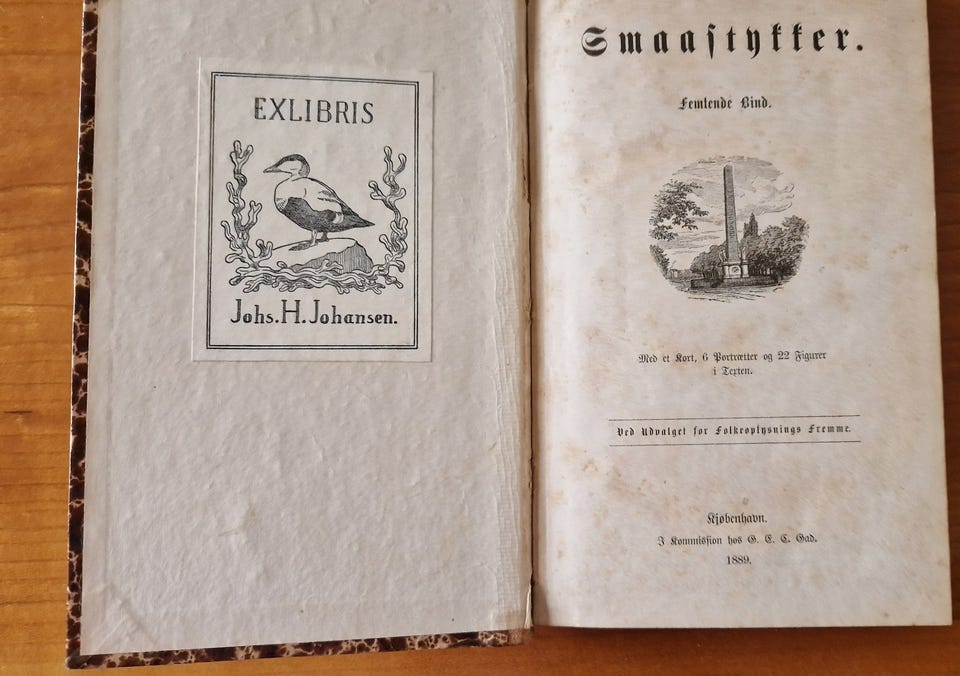 EXLIBRIS
Johs. H. Johansen.
Smaastykker.
Femtende Bind.
Med et Kort, 6 Portrætter og 22 Figurer
i Texten.
Ved Udvalget for Folkeoplysnings Fremme.
Kjøbenhavn.
I Kommission hos G. E. C. Gad.
1889.